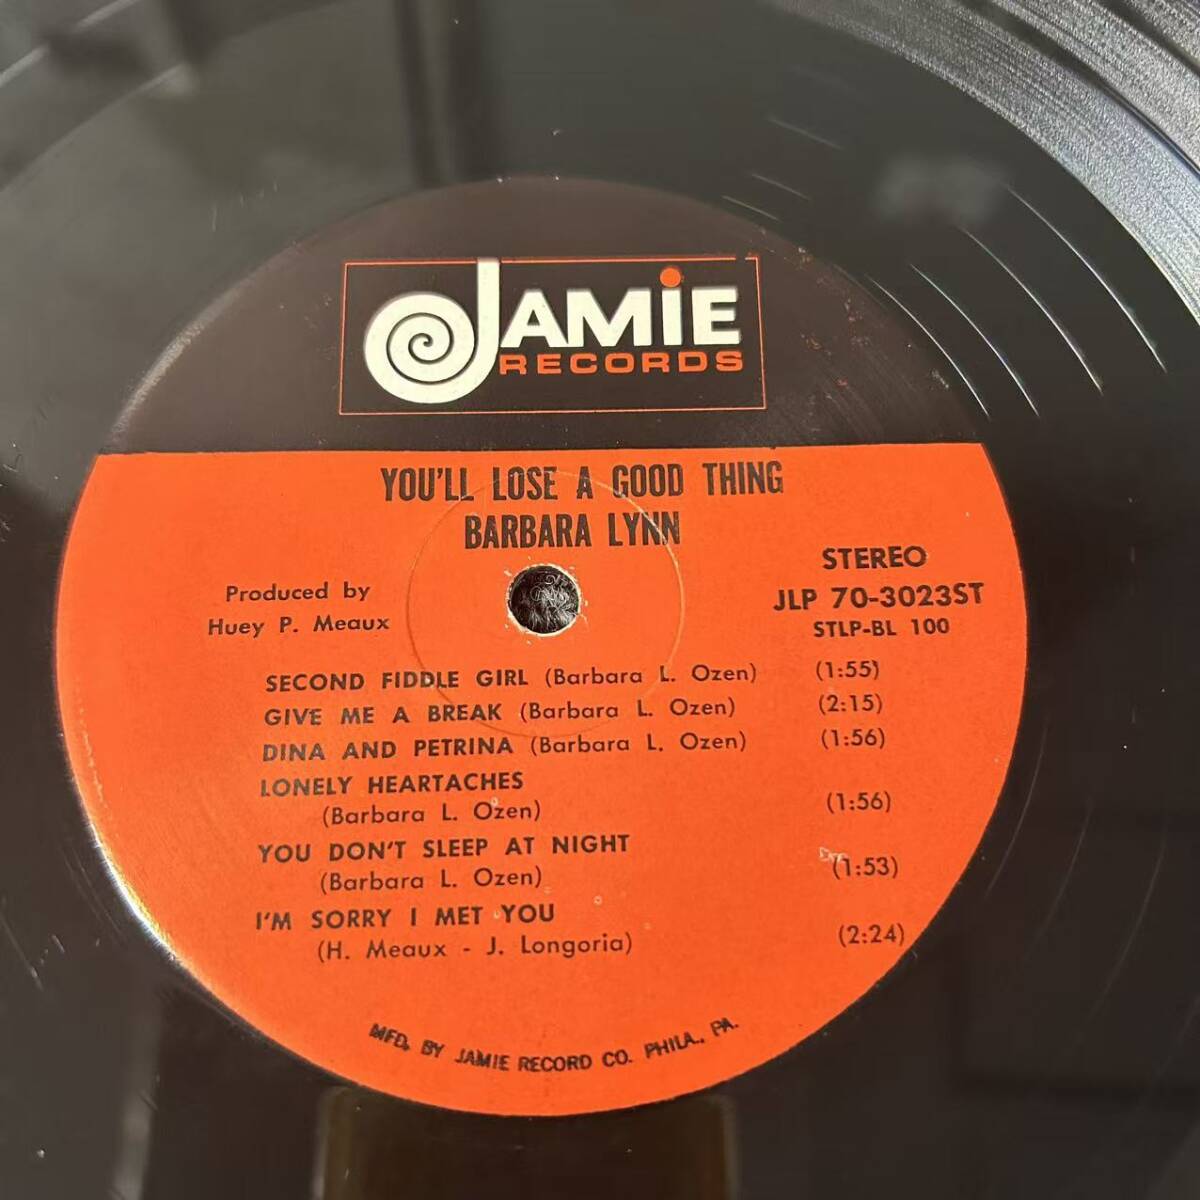 JAMiE
RECORDS
YOU'LL LOSE A GOOD THING
BARBARA LYNN
Produced by
Huey P. Meaux
STEREO
JLP 70-3023ST
STLP-BL 100
SECOND FIDDLE GIRL (Barbara L. Ozen) (1:55)
GIVE ME A BREAK (Barbara L. Ozen) (2:15)
DINA AND PETRINA (Barbara L. Ozen) (1:56)
LONELY HEARTACHES
(Barbara L. Ozen) (1:56)
YOU DON'T SLEEP AT NIGHT
(Barbara L. Ozen) (1:53)
I'M SORRY I MET YOU
(H. Meaux - J. Longoria) (2:24)
MFD. BY JAMIE RECORD CO. PHILA., PA.